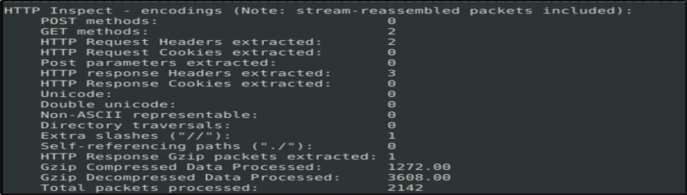 HTTP Inspect - encodings (Note: stream-reassembled packets included):
POST methods: 0
GET methods: 2
HTTP Request Headers extracted: 2
HTTP Request Cookies extracted: 0
Post parameters extracted: 0
HTTP response Headers extracted: 3
HTTP Response Cookies extracted: 0
Unicode: 0
Double unicode: 0
Non-ASCII representable: 0
Directory traversals: 0
Extra slashes ("//"): 1
Self-referencing paths ("./"): 0
HTTP Response Gzip packets extracted: 1
Gzip Compressed Data Processed: 1272.00
Gzip Decompressed Data Processed: 3608.00
Total packets processed: 2142